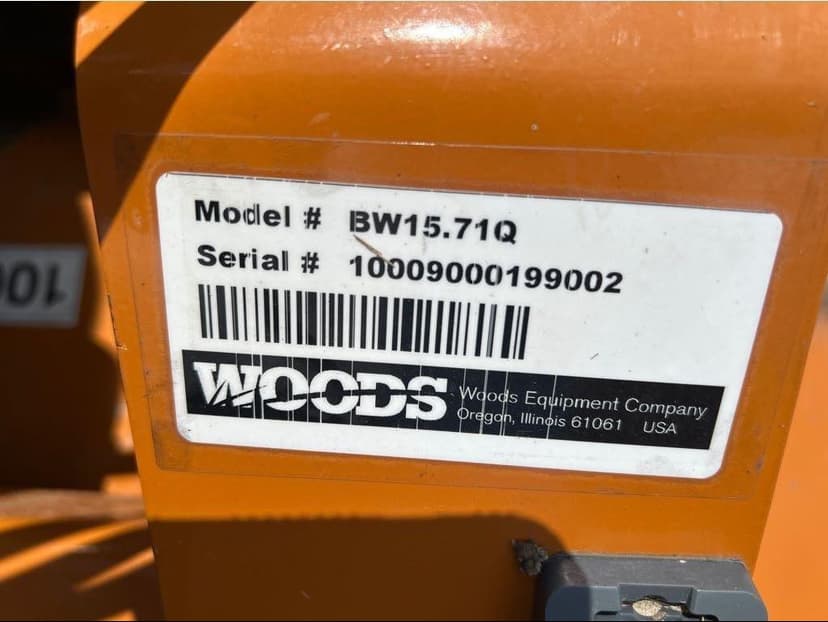 Model # BW15.71Q
Serial # 10009000199002
WOODS
Woods Equipment Company
Oregon, Illinois 61061 USA